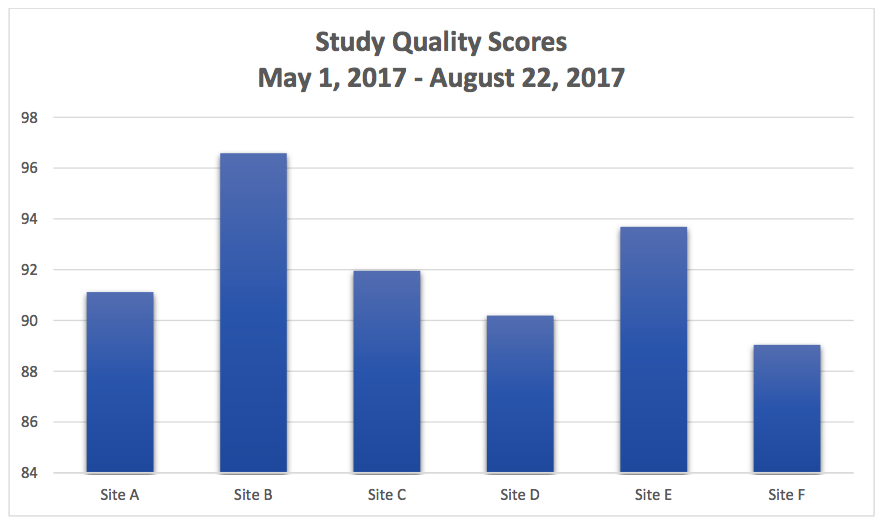 Study Quality Scores
May 1, 2017 - August 22, 2017
98
96
94
92
90
88
86
84
Site A
Site B
Site C
Site D
Site E
Site F